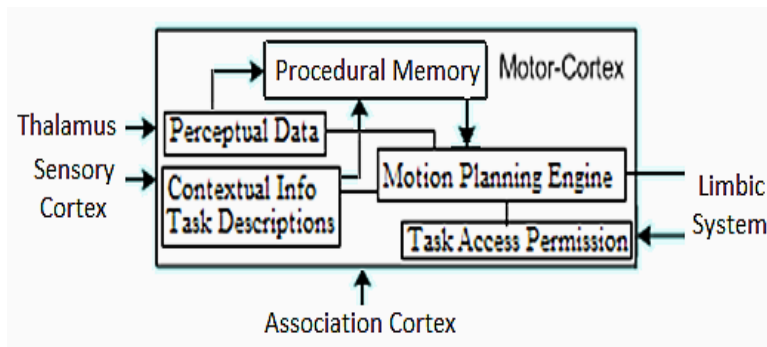 Procedural Memory
Motor-Cortex
Thalamus
Perceptual Data
Sensory
Cortex
Contextual Info
Task Descriptions
Motion Planning Engine
Limbic
System
Task Access Permission
Association Cortex